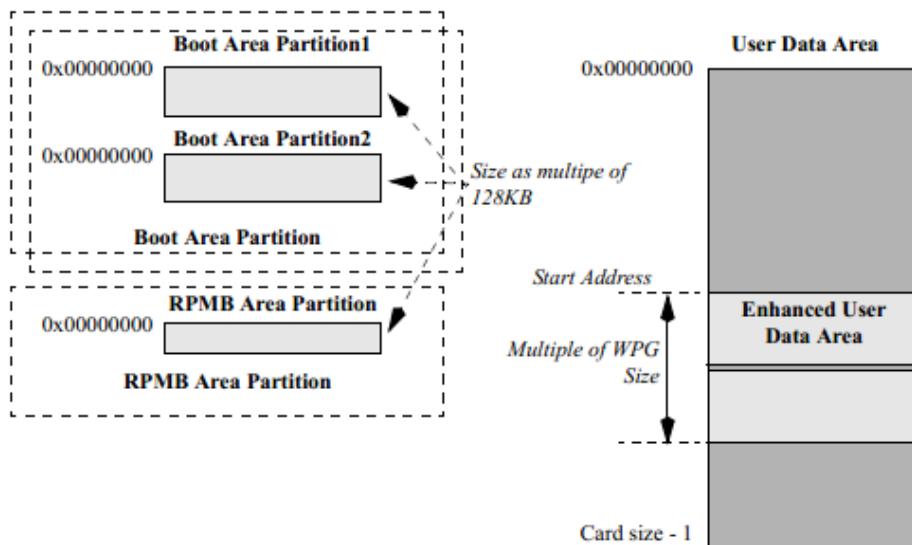 Boot Area Partition1
0x00000000
Boot Area Partition2
0x00000000
Size as multipe of
128KB
Boot Area Partition
RPMB Area Partition
0x00000000
RPMB Area Partition
User Data Area
0x00000000
Start Address
Enhanced User
Data Area
Multiple of WPG
Size
Card size - 1